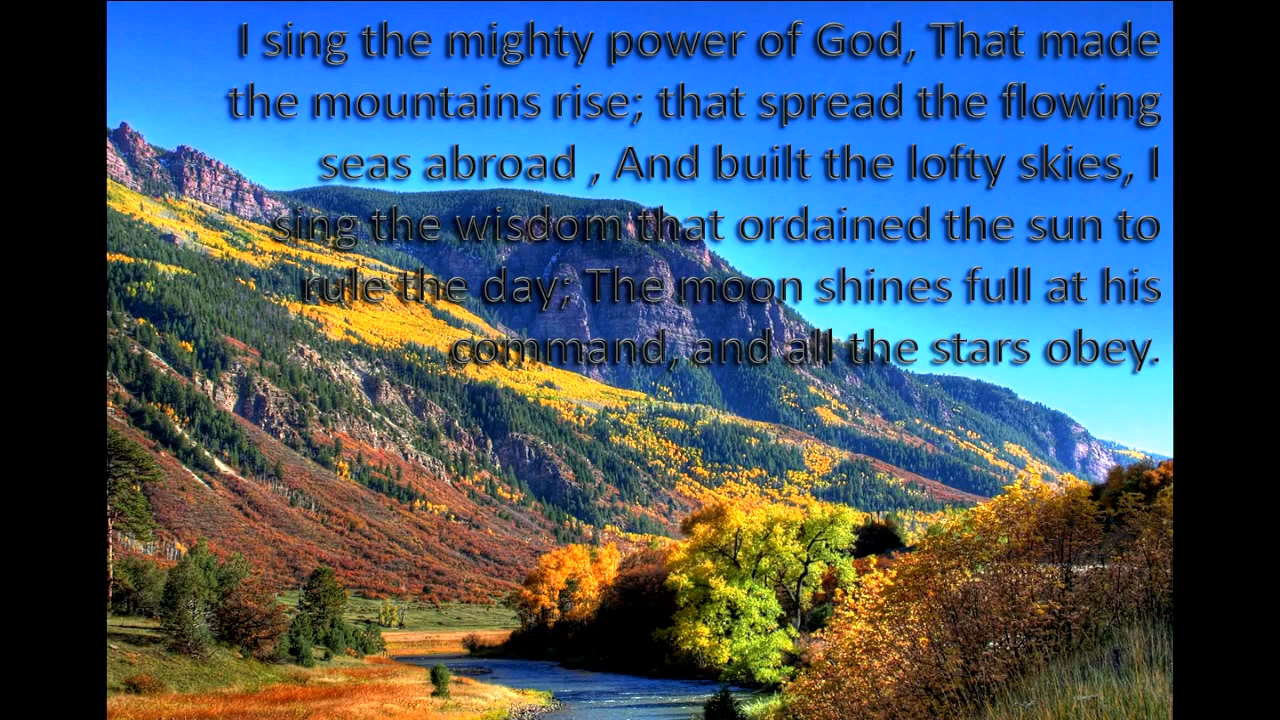 I sing the mighty power of God, That made
the mountains rise; that spread the flowing
seas abroad , And built the lofty skies, I
sing the wisdom that ordained the sun to
rule the day; The moon shines full at his
command, and all the stars obey.